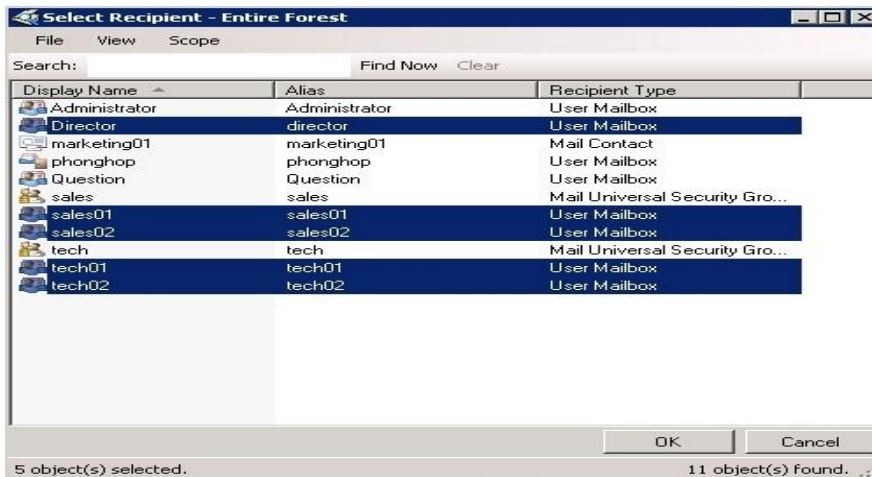 Select Recipient - Entire Forest
File View Scope
Search: Find Now Clear
Display Name Alias Recipient Type
Administrator Administrator User Mailbox
Director director User Mailbox
marketing01 marketing01 Mail Contact
phonghop phonghop User Mailbox
Question Question User Mailbox
sales sales Mail Universal Security Gro...
sales01 sales01 User Mailbox
sales02 sales02 User Mailbox
tech tech Mail Universal Security Gro...
tech01 tech01 User Mailbox
tech02 tech02 User Mailbox
OK Cancel
5 object(s) selected. 11 object(s) found.